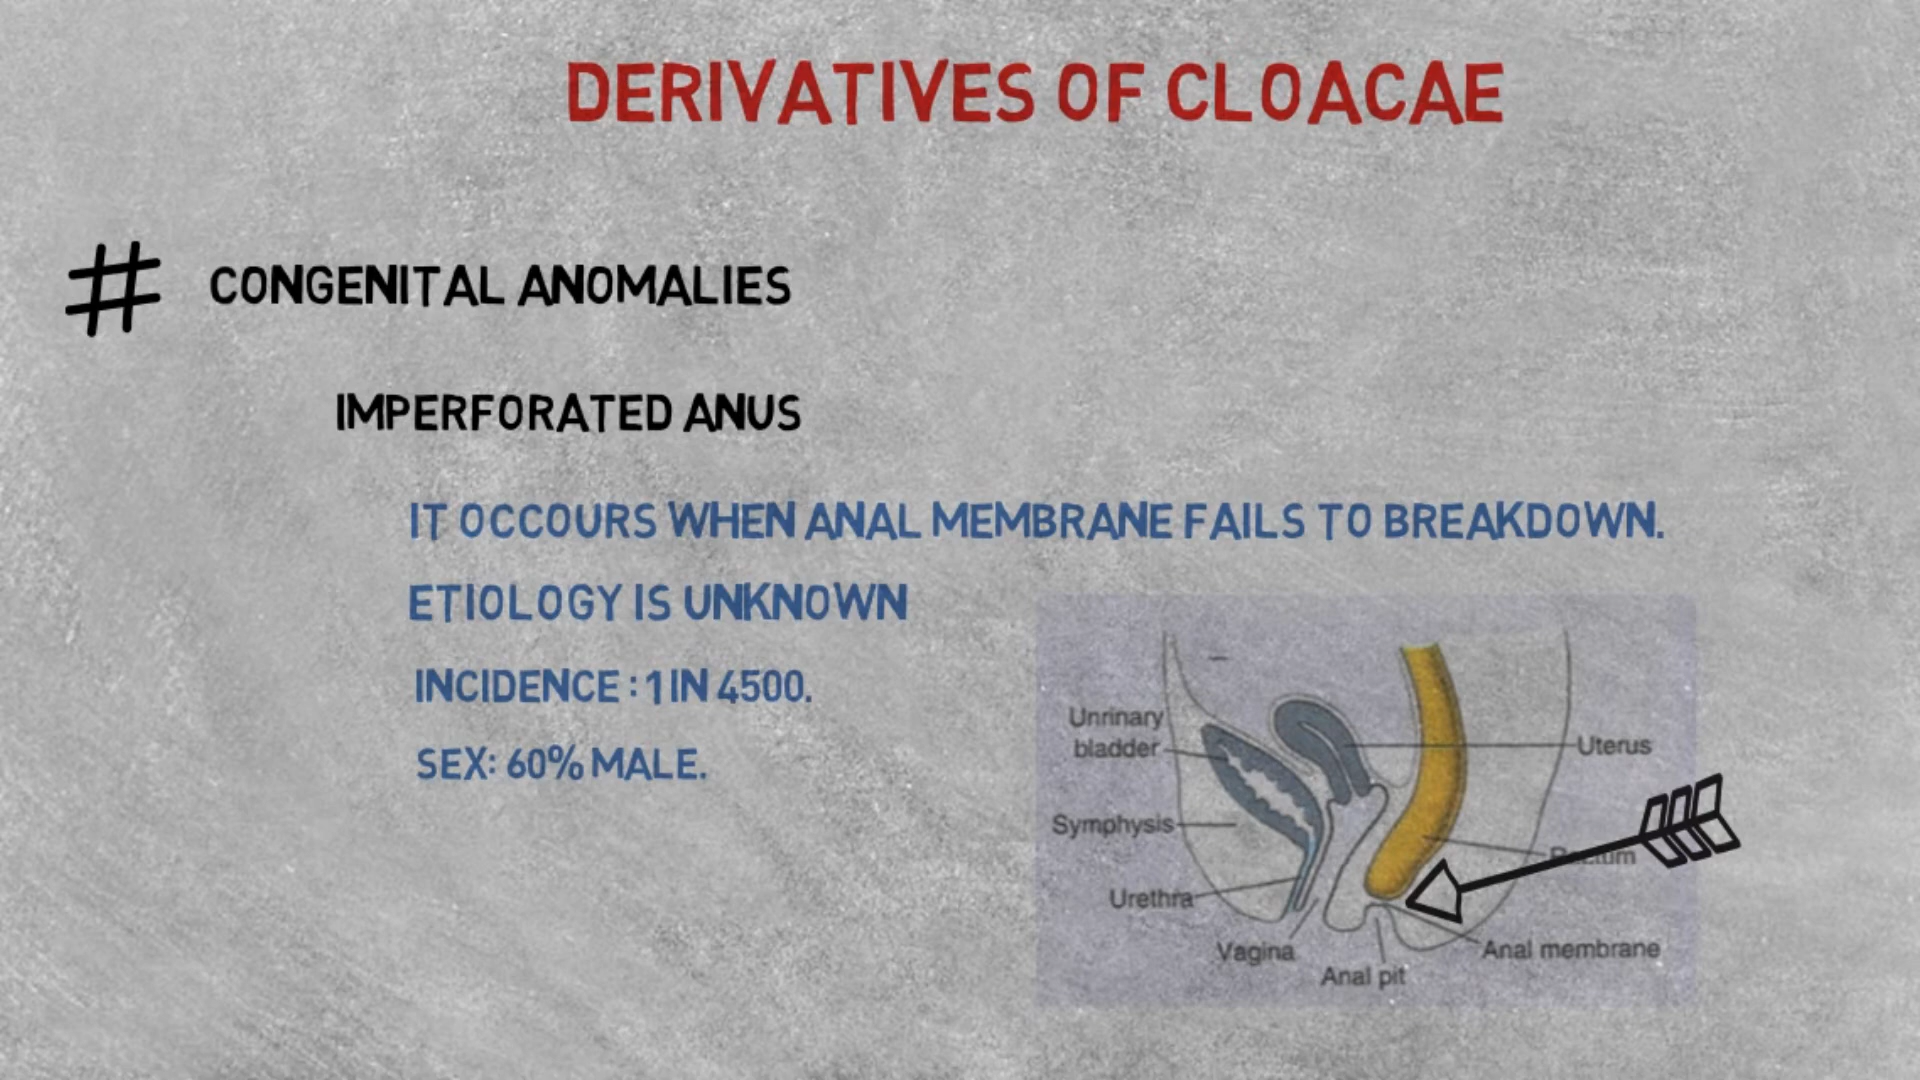 DERIVATIVES OF CLOACAE
# CONGENITAL ANOMALIES
IMPERFORATED ANUS
IT OCCOURS WHEN ANAL MEMBRANE FAILS TO BREAKDOWN.
ETIOLOGY IS UNKNOWN
INCIDENCE : 1 IN 4500.
SEX: 60% MALE.
Unrinary
bladder
Uterus
Symphysis
Urethra
Vagina
Anal membrane
Anal pit